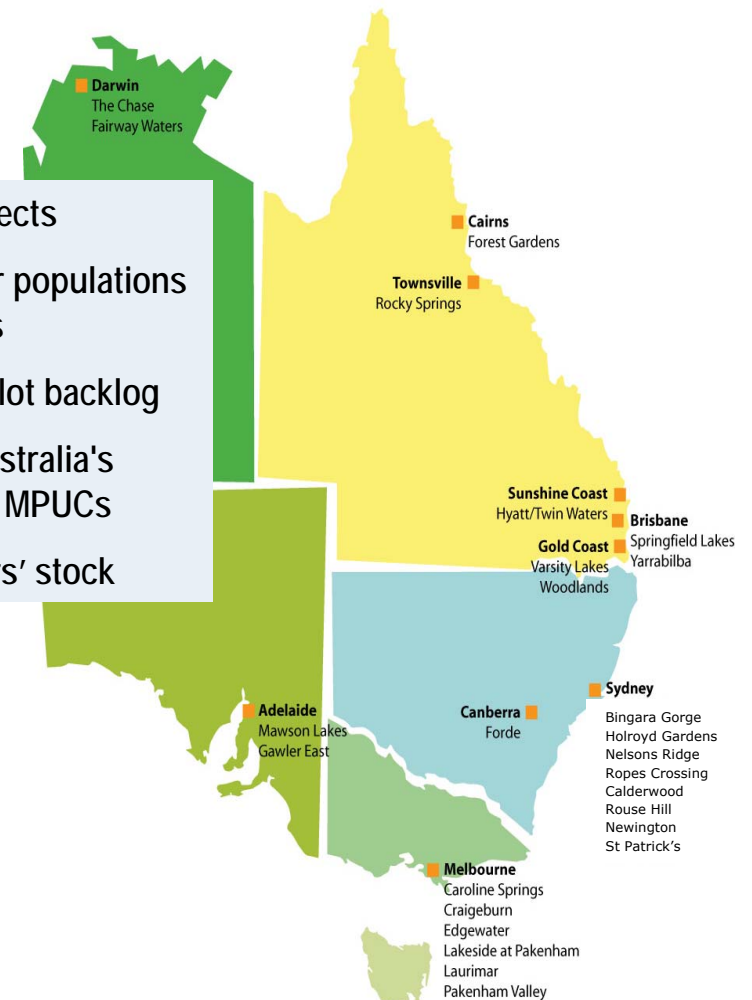 Darwin
The Chase
Fairway Waters
ects
populations
s
lot backlog
stralia's
MPUCs
rs' stock
Cairns
Forest Gardens
Townsville
Rocky Springs
Sunshine Coast
Hyatt/Twin Waters
Brisbane
Springfield Lakes
Yarrabilba
Gold Coast
Varsity Lakes
Woodlands
Sydney
Bingara Gorge
Holroyd Gardens
Nelsons Ridge
Ropes Crossing
Calderwood
Rouse Hill
Newington
St Patrick’s
Canberra
Forde
Adelaide
Mawson Lakes
Gawler East
Melbourne
Caroline Springs
Craigeburn
Edgewater
Lakeside at Pakenham
Laurimar
Pakenham Valley